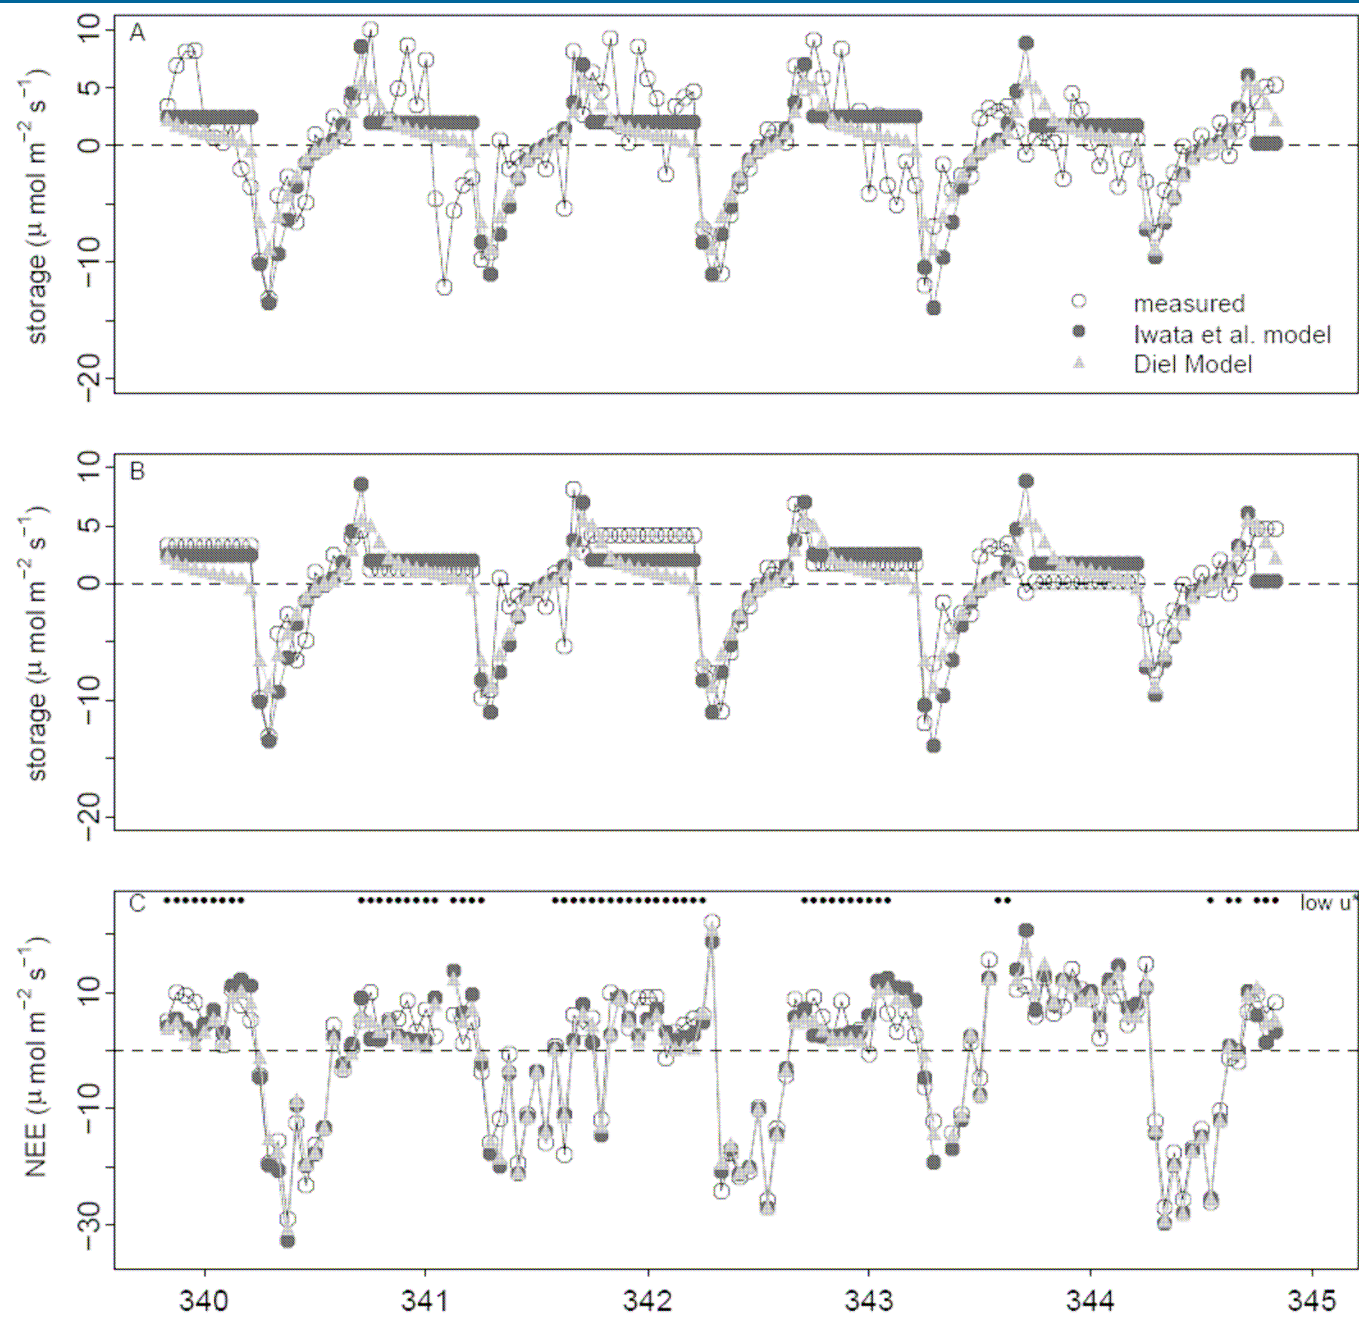 A
10
5
0
−10
−20
storage (μ mol m−2 s−1)
measured
Iwata et al. model
Diel Model
B
10
5
0
−10
−20
storage (μ mol m−2 s−1)
C
low u*
10
−10
−30
NEE (μ mol m−2 s−1)
340 341 342 343 344 345